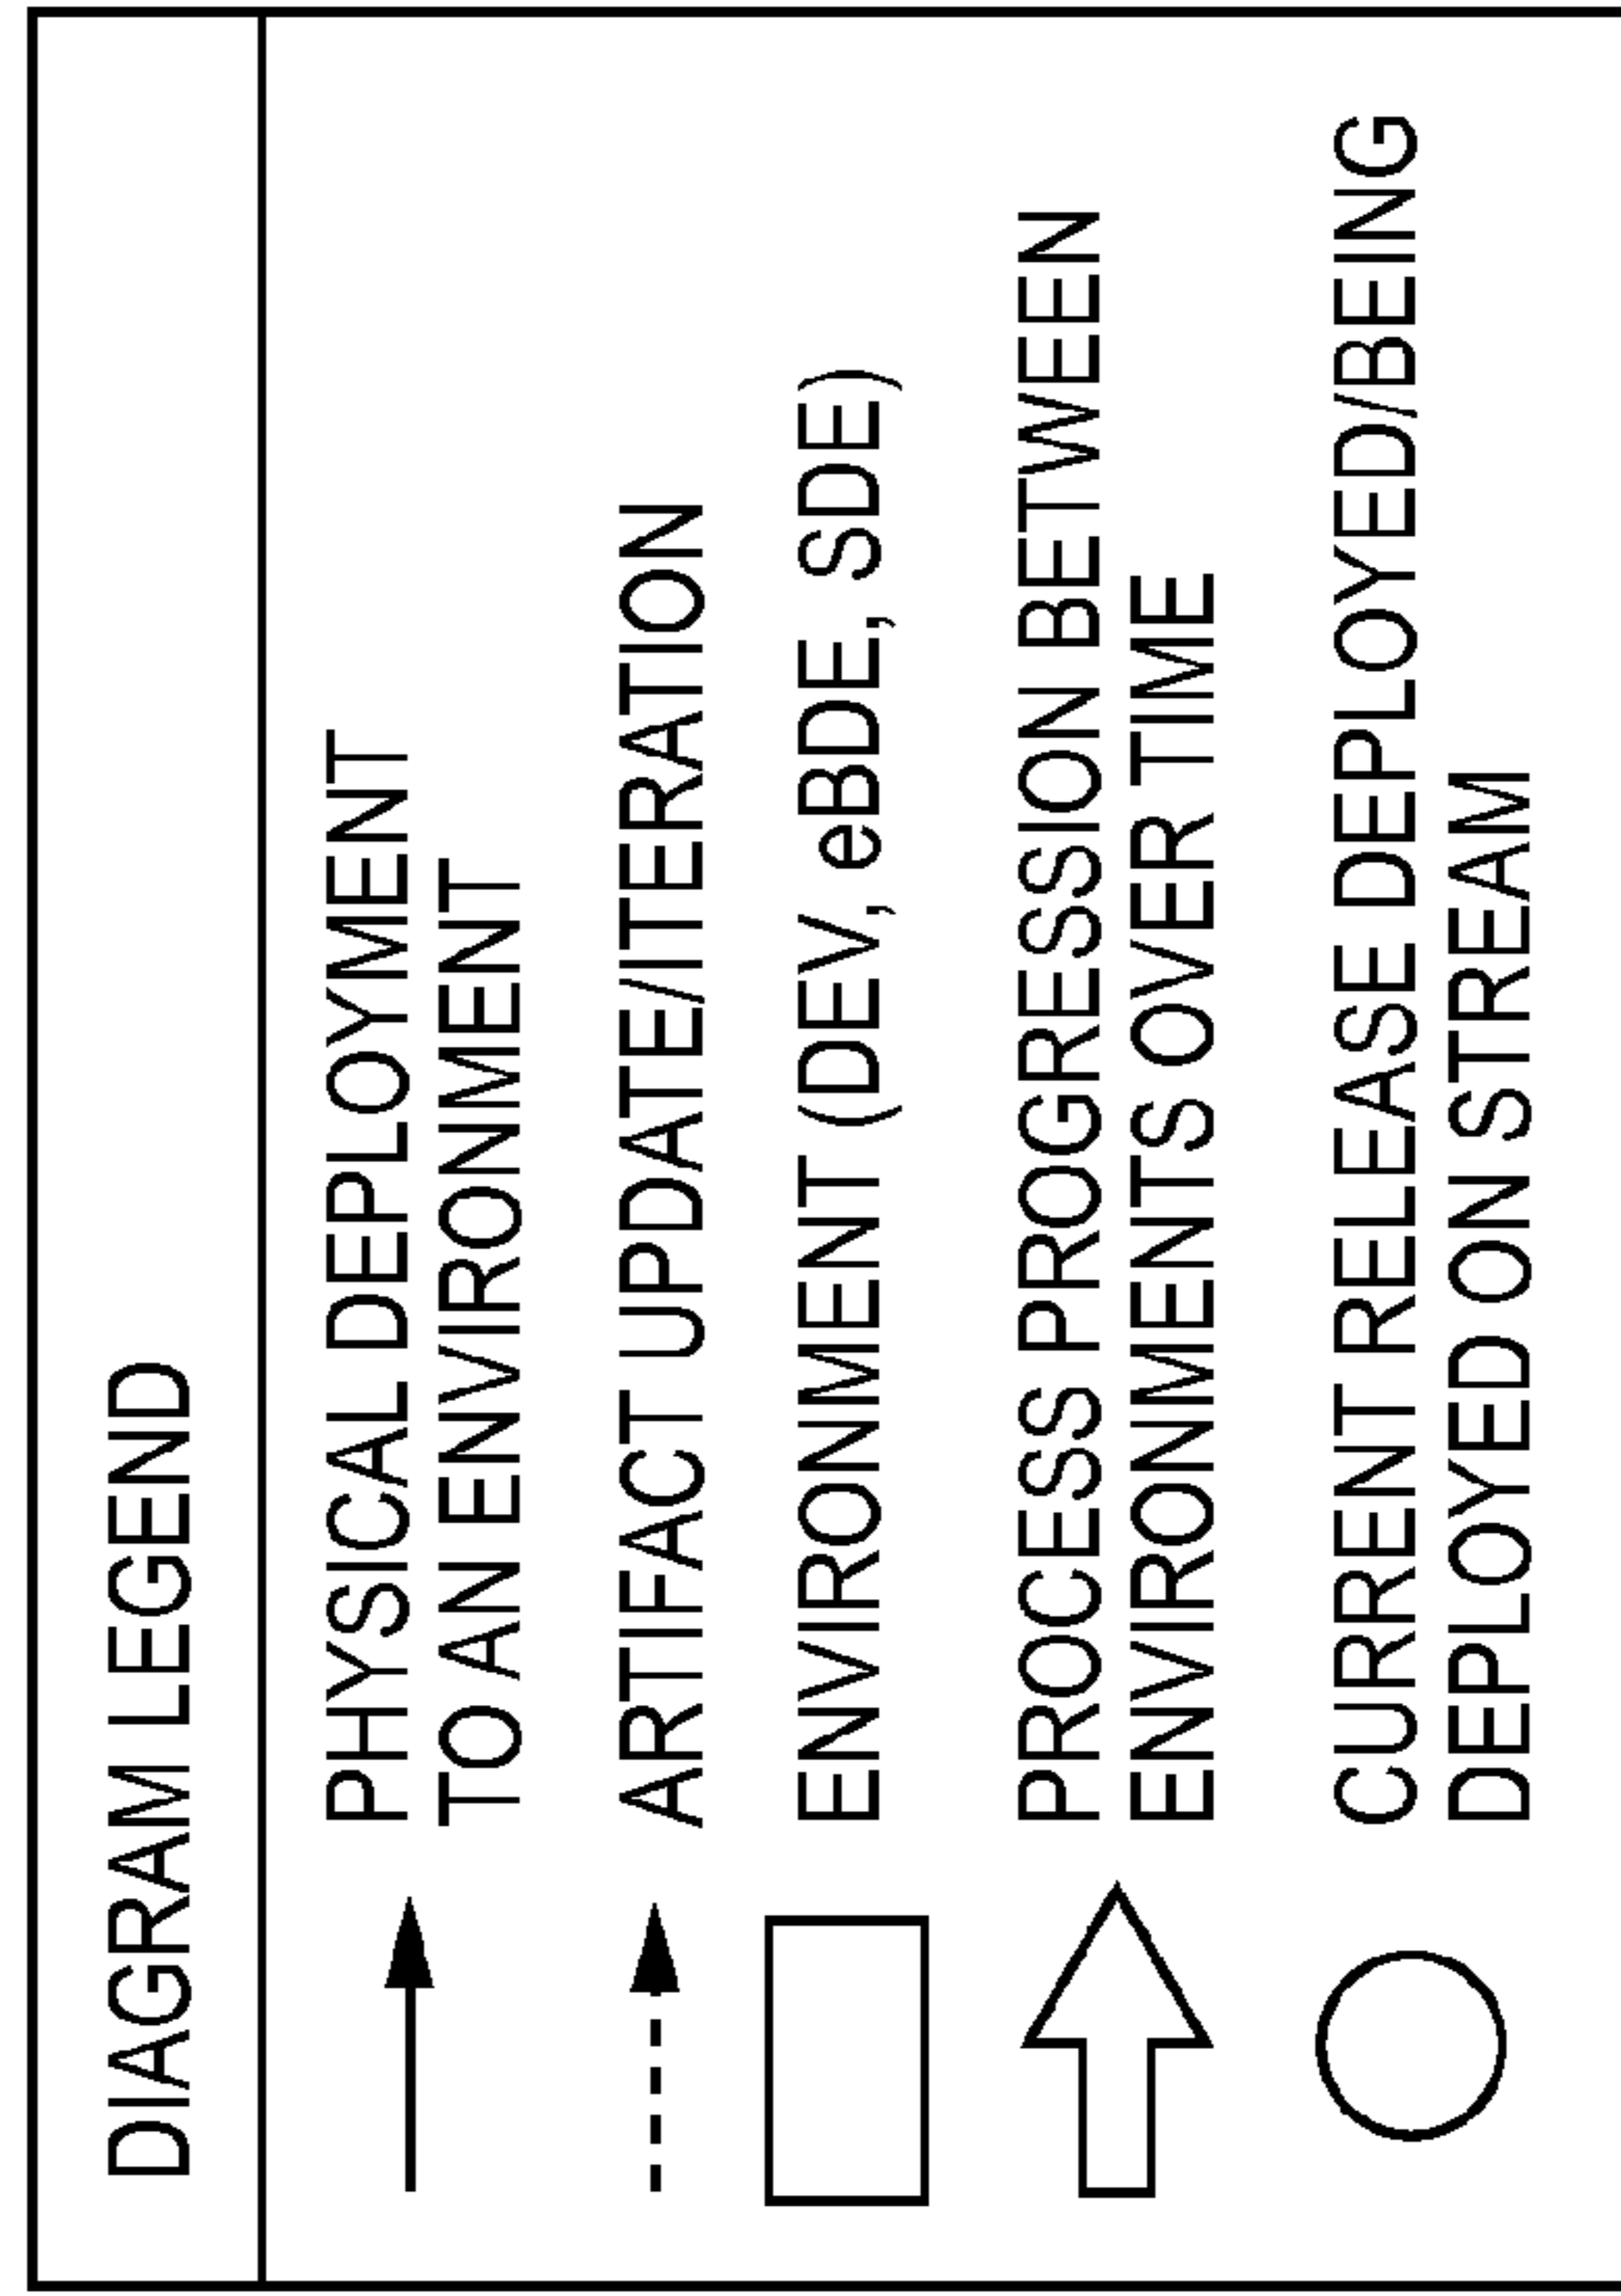 DIAGRAM LEGEND
PHYSICAL DEPLOYMENT
TO AN ENVIRONMENT
ARTIFACT UPDATE/ITERATION
ENVIRONMENT (DEV, eBDE, SDE)
PROCESS PROGRESSION BETWEEN
ENVIRONMENTS OVER TIME
CURRENT RELEASE DEPLOYED/BEING
DEPLOYED ON STREAM